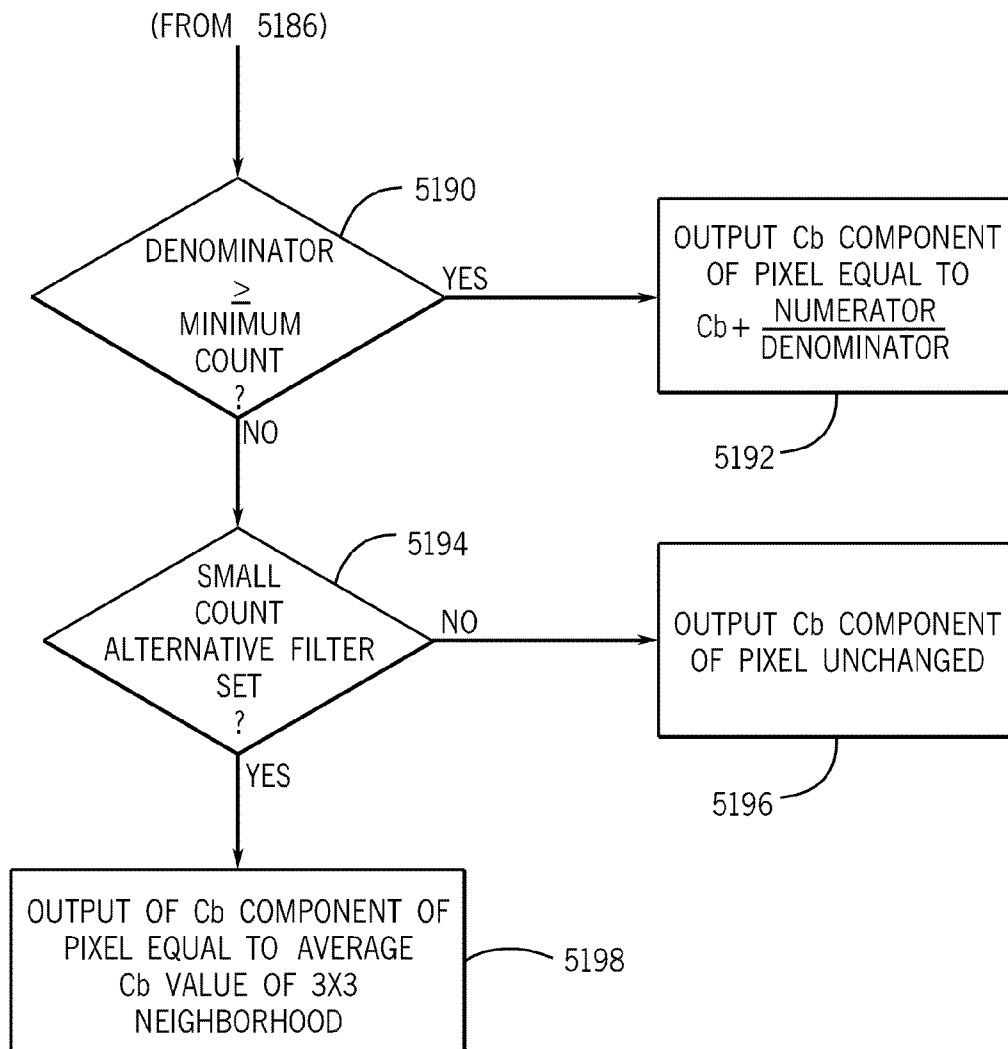 (FROM 5186)
5190
DENOMINATOR
≥
MINIMUM
COUNT
?
YES
OUTPUT Cb COMPONENT
OF PIXEL EQUAL TO
Cb + NUMERATOR
DENOMINATOR
5192
NO
5194
SMALL
COUNT
ALTERNATIVE FILTER
SET
?
NO
OUTPUT Cb COMPONENT
OF PIXEL UNCHANGED
5196
YES
OUTPUT OF Cb COMPONENT OF
PIXEL EQUAL TO AVERAGE
Cb VALUE OF 3X3
NEIGHBORHOOD
5198